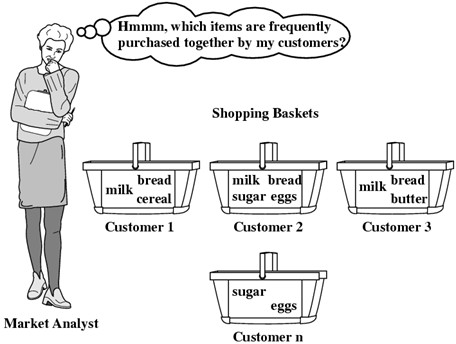 Hmmm, which items are frequently
purchased together by my customers?
Shopping Baskets
milk bread
cereal
Customer 1
milk bread
sugar eggs
Customer 2
milk bread
butter
Customer 3
sugar
eggs
Customer n
Market Analyst